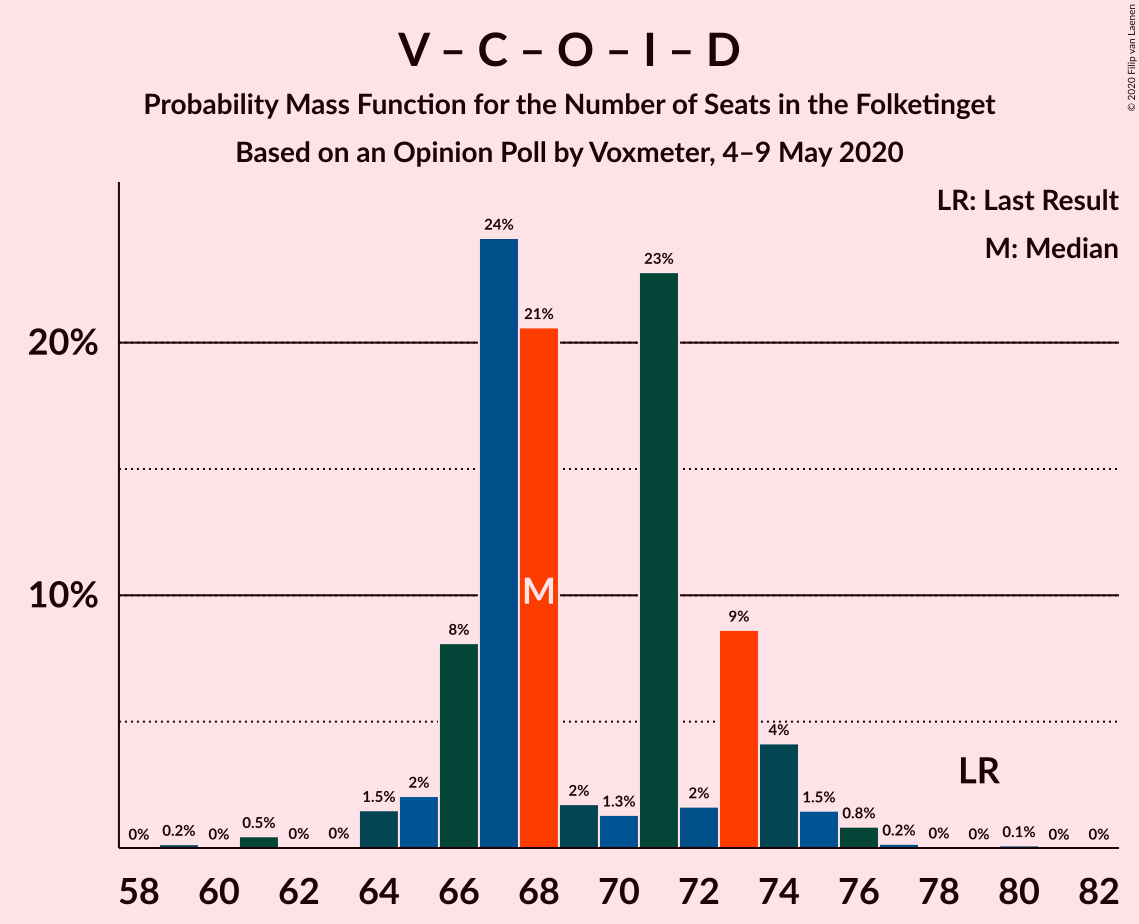 V – C – O – I – D
Probability Mass Function for the Number of Seats in the Folketinget
Based on an Opinion Poll by Voxmeter, 4–9 May 2020
© 2020 Filip van Laenen
LR: Last Result
M: Median
20%
10%
0% 0.2% 0% 0.5% 0% 0% 1.5% 2% 8% 24% 21% 2% 1.3% 23% 2% 9% 4% 1.5% 0.8% 0.2% 0% 0% 0.1% 0% 0%
M
LR
58 60 62 64 66 68 70 72 74 76 78 80 82